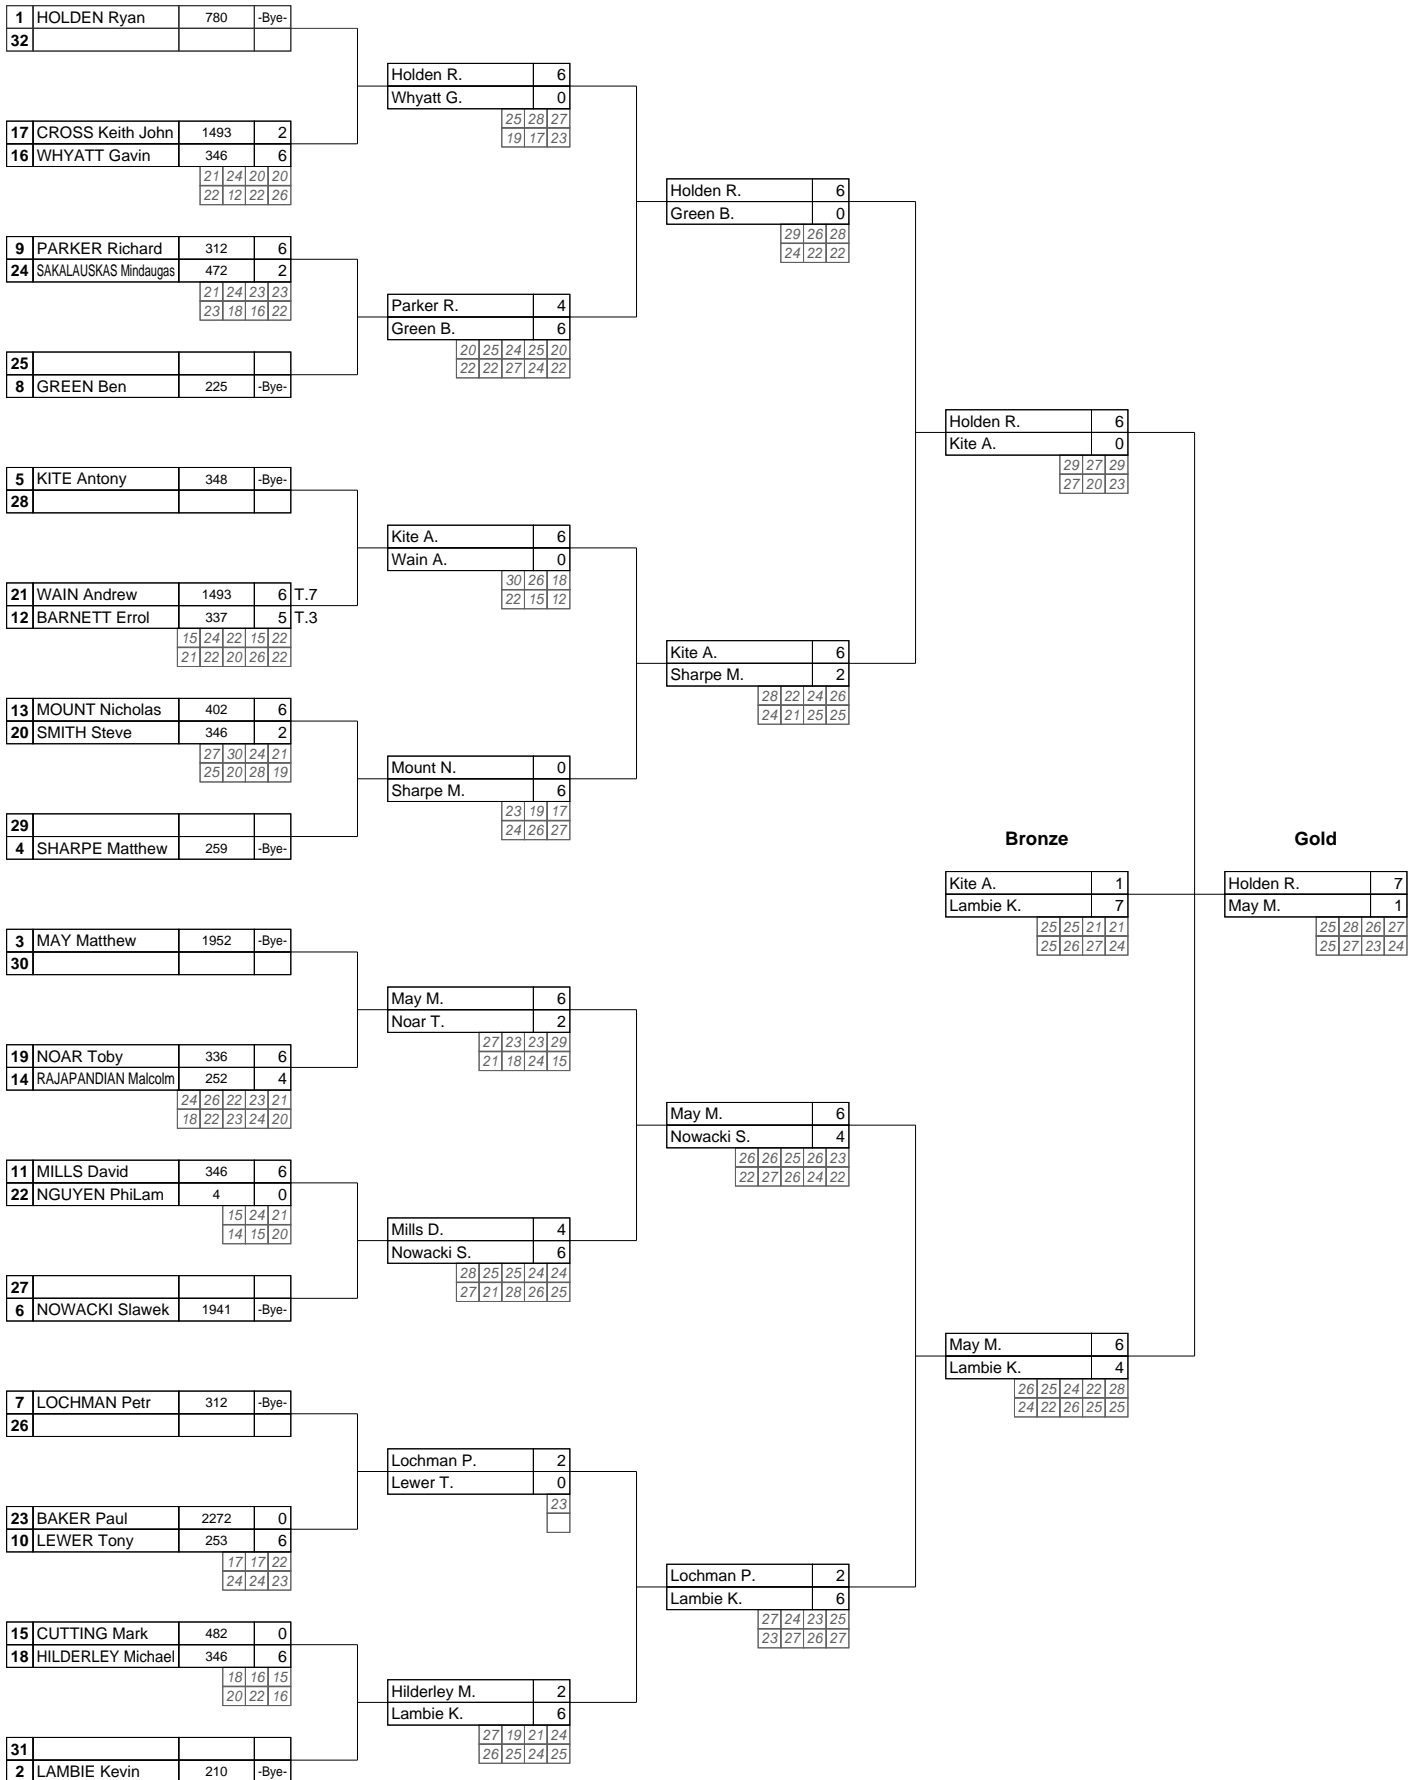 1 HOLDEN Ryan 780 -Bye-
32
17 CROSS Keith John 1493 2
16 WHYATT Gavin 346 6
21 24 20 20
22 12 22 26
9 PARKER Richard 312 6
24 SAKALAUSKAS Mindaugas 472 2
21 24 23 23
23 18 16 22
25
8 GREEN Ben 225 -Bye-
5 KITE Antony 348 -Bye-
28
21 WAIN Andrew 1493 6 T.7
12 BARNETT Errol 337 5 T.3
15 24 22 15 22
21 22 20 26 22
13 MOUNT Nicholas 402 6
20 SMITH Steve 346 2
27 30 24 21
25 20 28 19
29
4 SHARPE Matthew 259 -Bye-
3 MAY Matthew 1952 -Bye-
30
19 NOAR Toby 336 6
14 RAJAPANDIAN Malcolm 252 4
24 26 22 23 21
18 22 23 24 20
11 MILLS David 346 6
22 NGUYEN PhiLam 4 0
15 24 21
14 15 20
27
6 NOWACKI Slawek 1941 -Bye-
7 LOCHMAN Petr 312 -Bye-
26
23 BAKER Paul 2272 0
10 LEWER Tony 253 6
17 17 22
24 24 23
15 CUTTING Mark 482 0
18 HILDERLEY Michael 346 6
18 16 15
20 22 16
31
2 LAMBIE Kevin 210 -Bye-
Holden R. 6
Whyatt G. 0
25 28 27
19 17 23
Parker R. 4
Green B. 6
20 25 24 25 20
22 22 27 24 22
Kite A. 6
Wain A. 0
30 26 18
22 15 12
Mount N. 0
Sharpe M. 6
23 19 17
24 26 27
May M. 6
Noar T. 2
27 23 23 29
21 18 24 15
Mills D. 4
Nowacki S. 6
28 25 25 24 24
27 21 28 26 25
Lochman P. 2
Lewer T. 0
23
Hilderley M. 2
Lambie K. 6
27 19 21 24
26 25 24 25
Holden R. 6
Green B. 0
29 26 28
24 22 22
Kite A. 6
Sharpe M. 2
28 22 24 26
24 21 25 25
May M. 6
Nowacki S. 4
26 26 25 26 23
22 27 26 24 22
Lochman P. 2
Lambie K. 6
27 24 23 25
23 27 26 27
Holden R. 6
Kite A. 0
29 27 29
27 20 23
Bronze
Kite A. 1
Lambie K. 7
25 25 21 21
25 26 27 24
May M. 6
Lambie K. 4
26 25 24 22 28
24 22 26 25 25
Gold
Holden R. 7
May M. 1
25 28 26 27
25 27 23 24